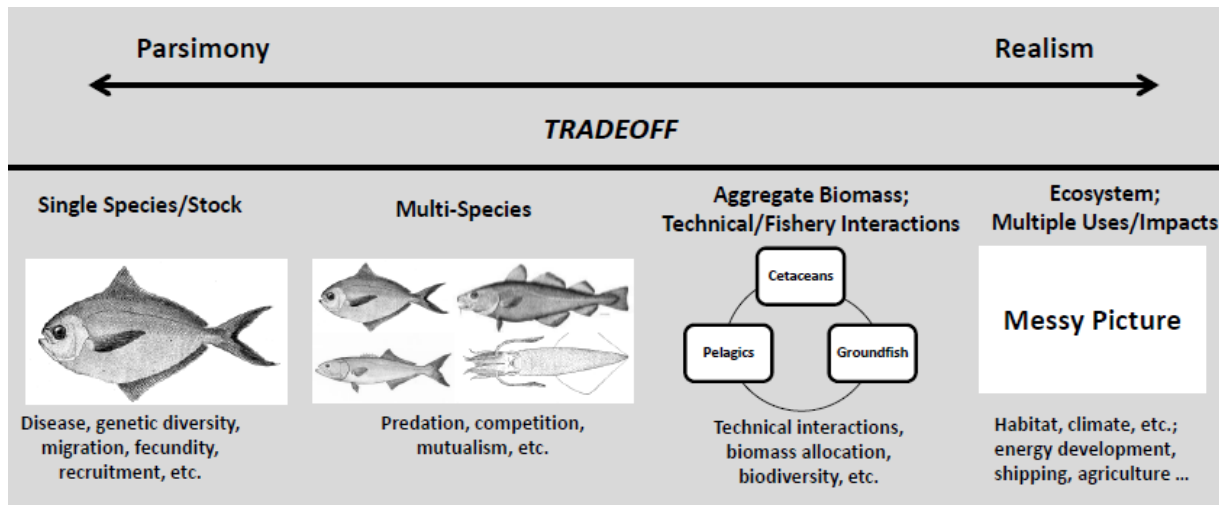 Parsimony
Realism
TRADEOFF
Single Species/Stock
Multi-Species
Aggregate Biomass;
Technical/Fishery Interactions
Ecosystem;
Multiple Uses/Impacts
Cetaceans
Pelagics
Groundfish
Messy Picture
Disease, genetic diversity,
migration, fecundity,
recruitment, etc.
Predation, competition,
mutualism, etc.
Technical interactions,
biomass allocation,
biodiversity, etc.
Habitat, climate, etc.;
energy development,
shipping, agriculture ...